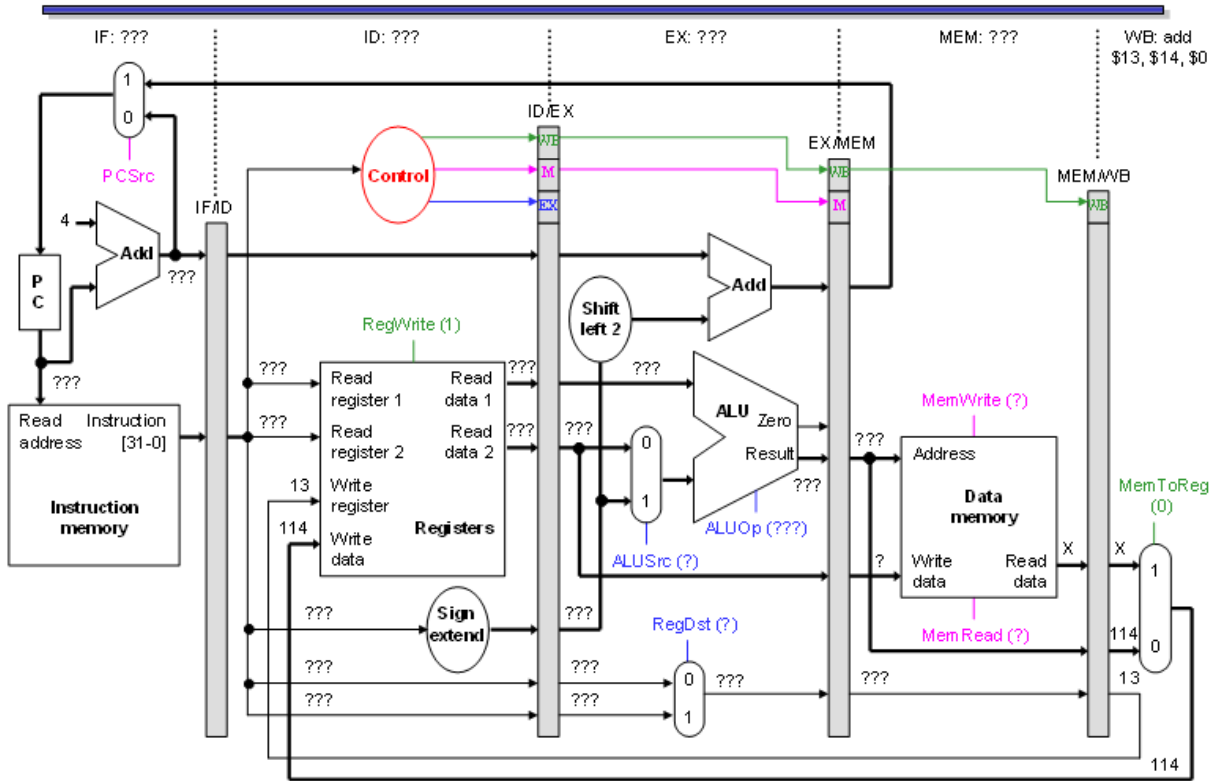 IF: ???
ID: ???
EX: ???
MEM: ???
WB: add
$13, $14, $0
1
0
PCSrc
4
Add
???
P
C
???
IF/ID
Control
ID/EX
WB
M
EX
EX/MEM
WB
M
MEM/WB
WB
Add
Shift
left 2
RegWrite (1)
???
Read
register 1
Read
data 1
???
???
???
Read
register 2
Read
data 2
???
???
13
Write
register
114
Write
data
Registers
Read
address
Instruction
[31-0]
Instruction
memory
0
1
ALUSrc (?)
ALU
Zero
Result
???
ALUOp (???)
MemWrite (?)
???
Address
Data
memory
?
Write
data
Read
data
X
X
MemRead (?)
MemToReg
(0)
1
0
114
13
???
Sign
extend
???
RegDst (?)
???
???
0
???
???
???
???
1
114